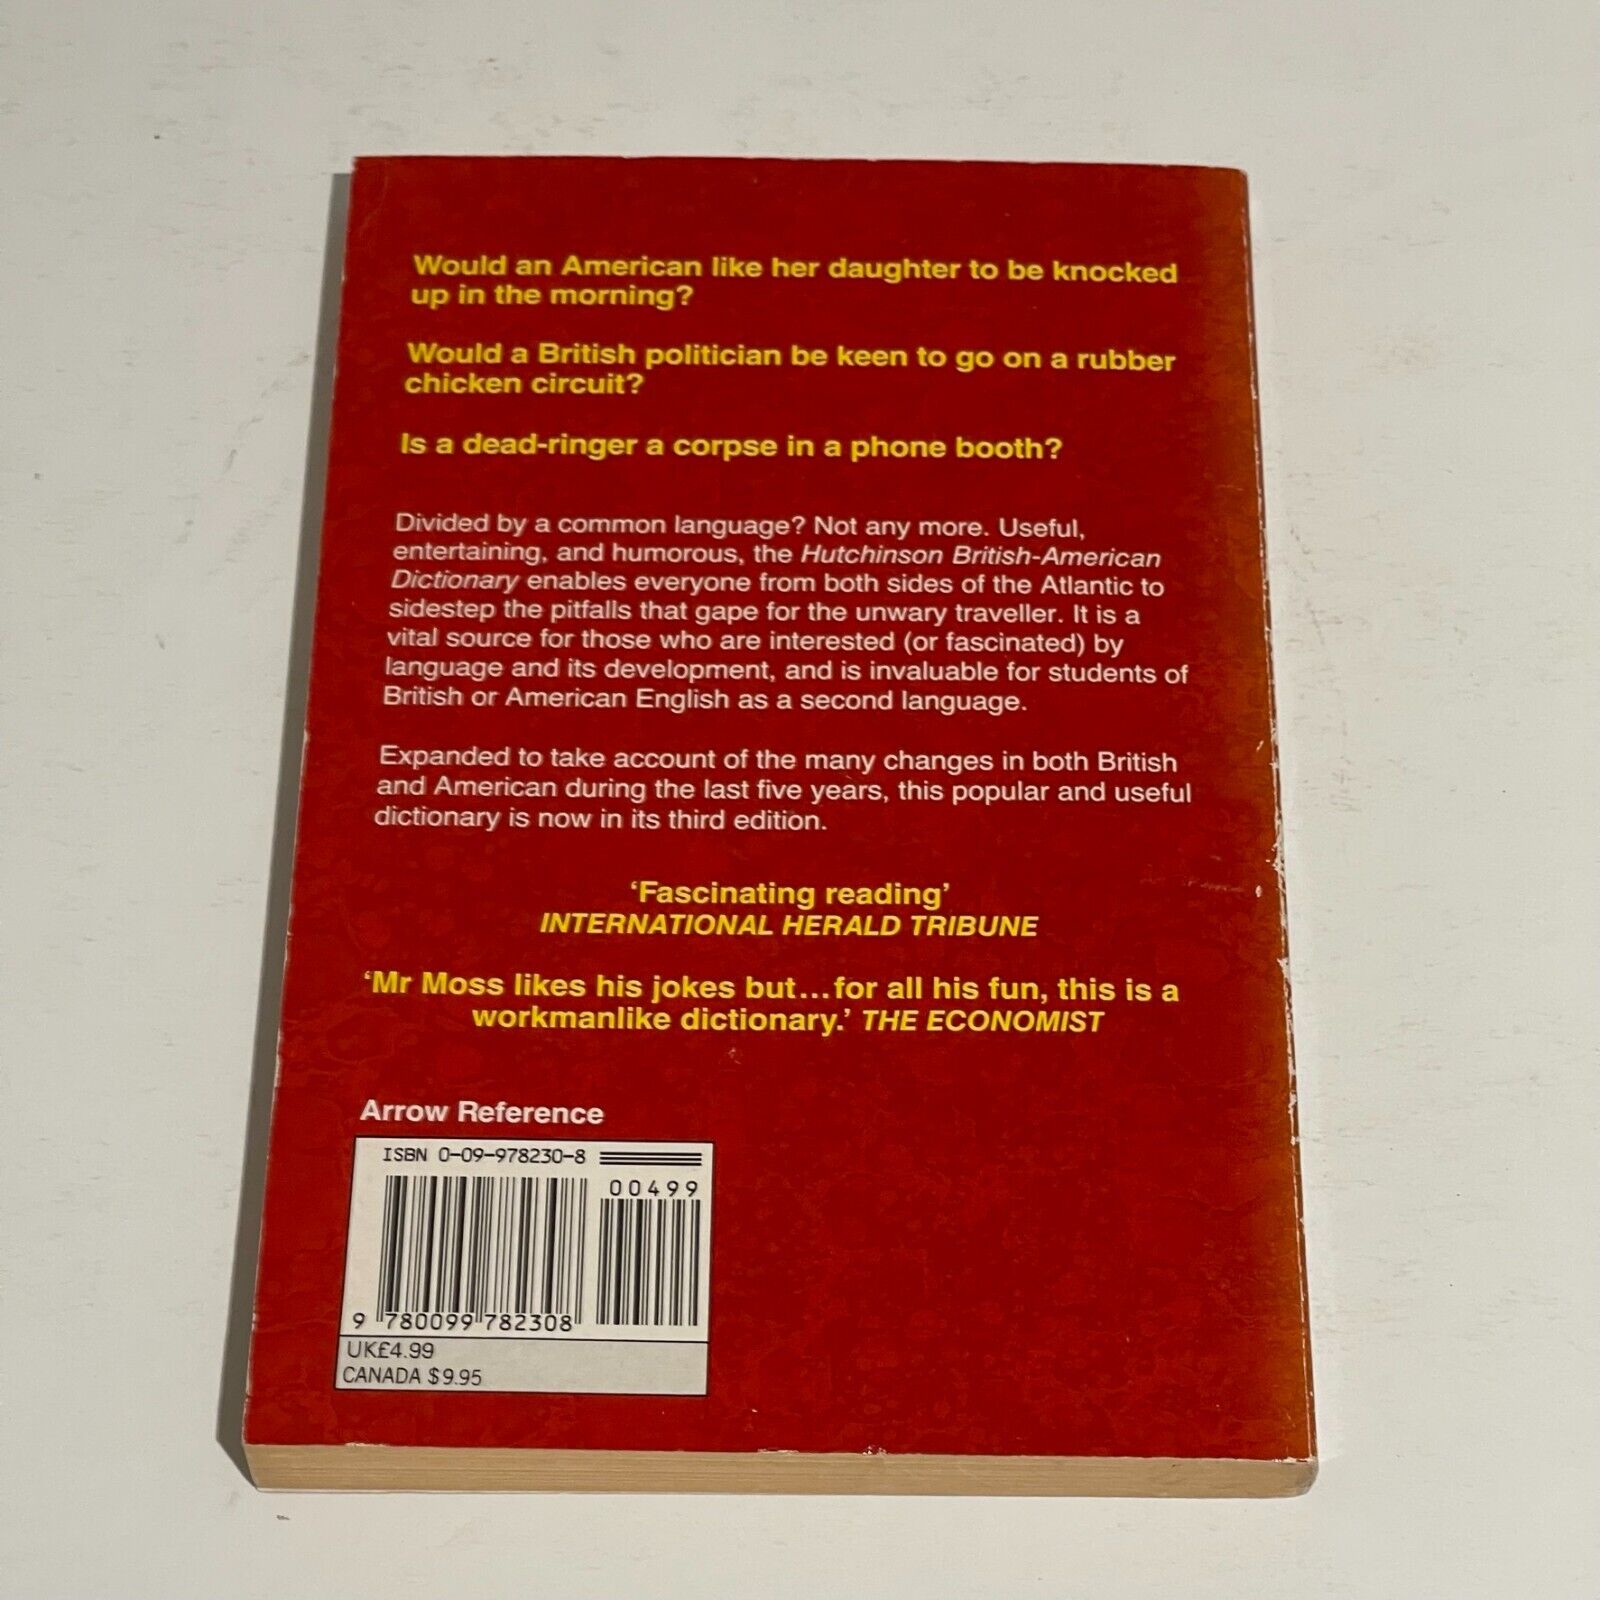 Would an American like her daughter to be knocked
up in the morning?
Would a British politician be keen to go on a rubber
chicken circuit?
Is a dead-ringer a corpse in a phone booth?
Divided by a common language? Not any more. Useful,
entertaining, and humorous, the Hutchinson British-American
Dictionary enables everyone from both sides of the Atlantic to
sidestep the pitfalls that gape for the unwary traveller. It is a
vital source for those who are interested (or fascinated) by
language and its development, and is invaluable for students of
British or American English as a second language.
Expanded to take account of the many changes in both British
and American during the last five years, this popular and useful
dictionary is now in its third edition.
‘Fascinating reading’
INTERNATIONAL HERALD TRIBUNE
‘Mr Moss likes his jokes but...for all his fun, this is a
workmanlike dictionary.’ THE ECONOMIST
Arrow Reference
ISBN 0-09-978230-8
00499
9 780099 782308
UK£4.99
CANADA $9.95